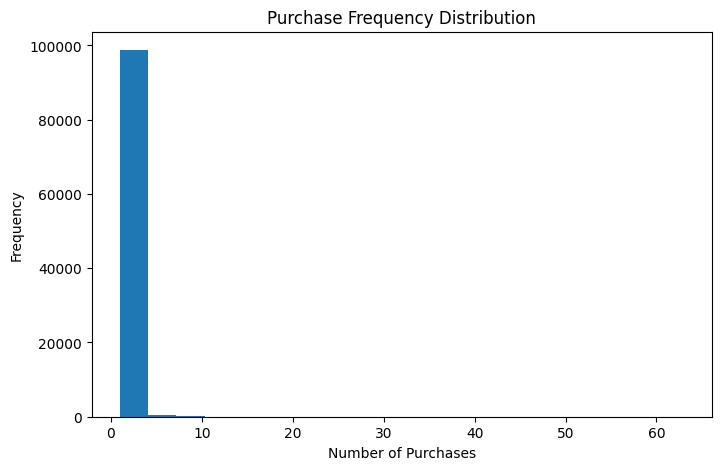 Purchase Frequency Distribution
100000
80000
60000
40000
20000
0
Frequency
0 10 20 30 40 50 60
Number of Purchases